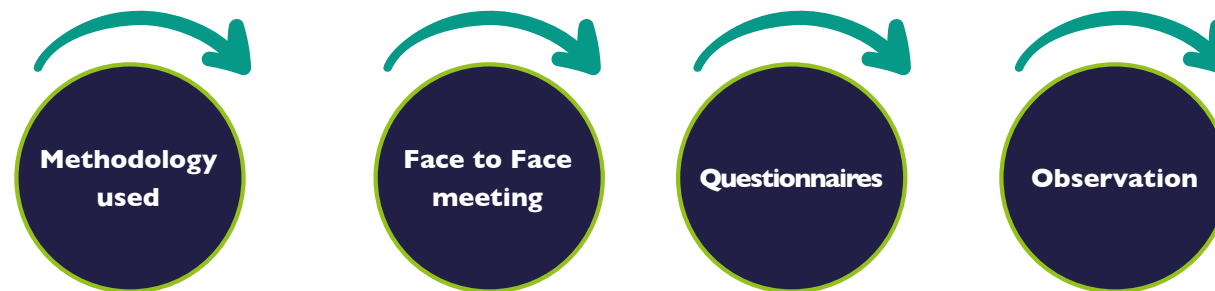 Methodology
used
Face to Face
meeting
Questionnaires
Observation